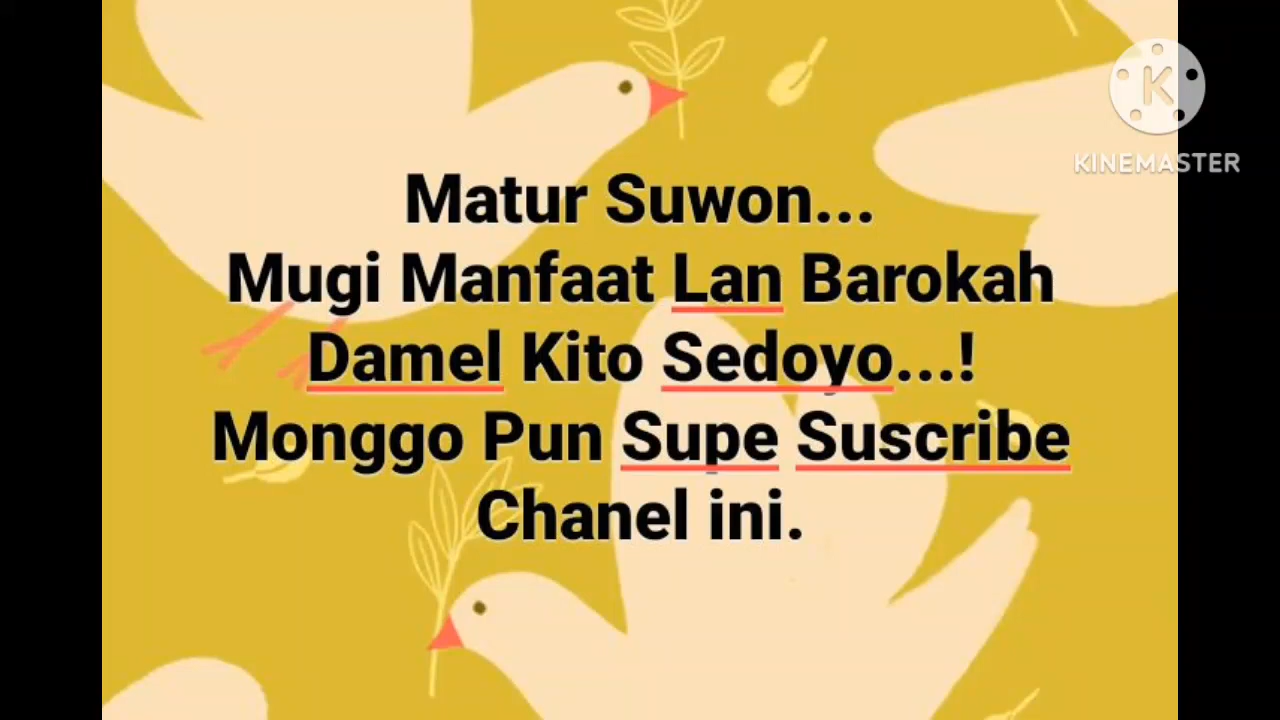 Matur Suwon...
Mugi Manfaat Lan Barokah
Damel Kito Sedoyo...!
Monggo Pun Supe Suscribe
Chanel ini.
K
KINEMASTER